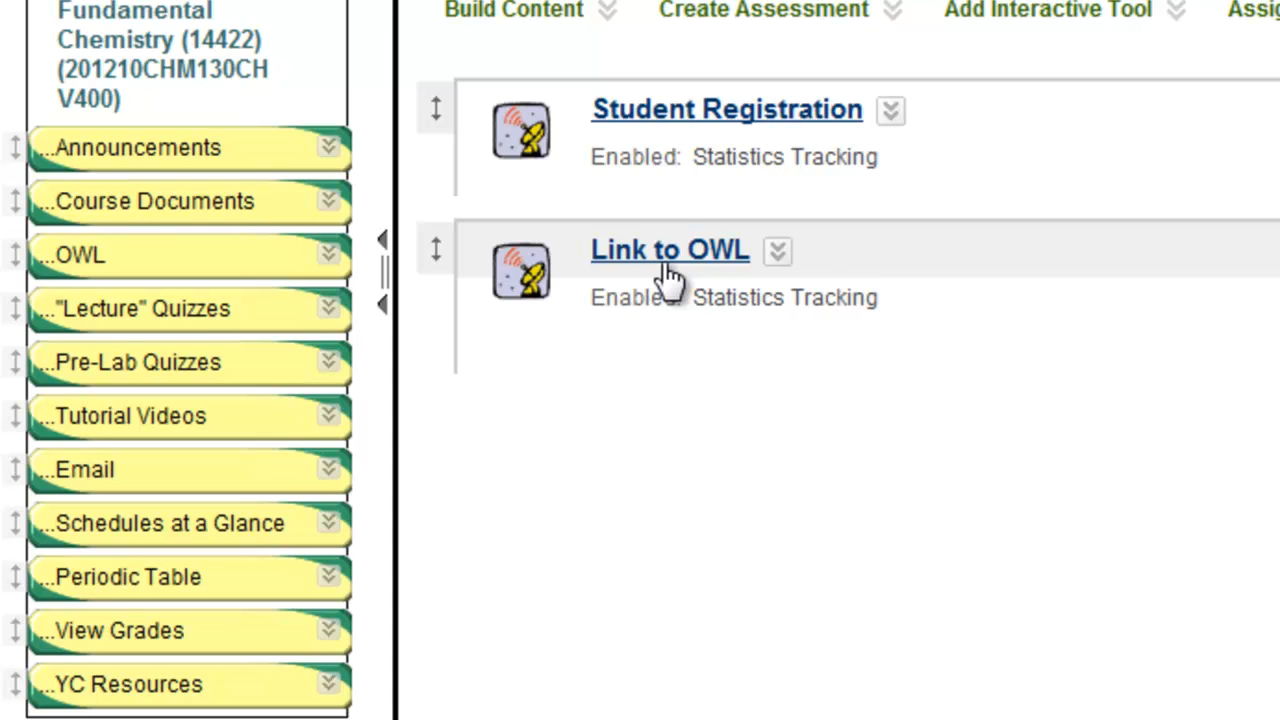 Fundamental
Chemistry (14422)
(201210CHM130CH
V400)
...Announcements
...Course Documents
...OWL
..."Lecture" Quizzes
...Pre-Lab Quizzes
...Tutorial Videos
...Email
...Schedules at a Glance
...Periodic Table
...View Grades
...YC Resources
Build Content Create Assessment Add Interactive Tool Assig
Student Registration
Enabled: Statistics Tracking
Link to OWL
Enabled: Statistics Tracking